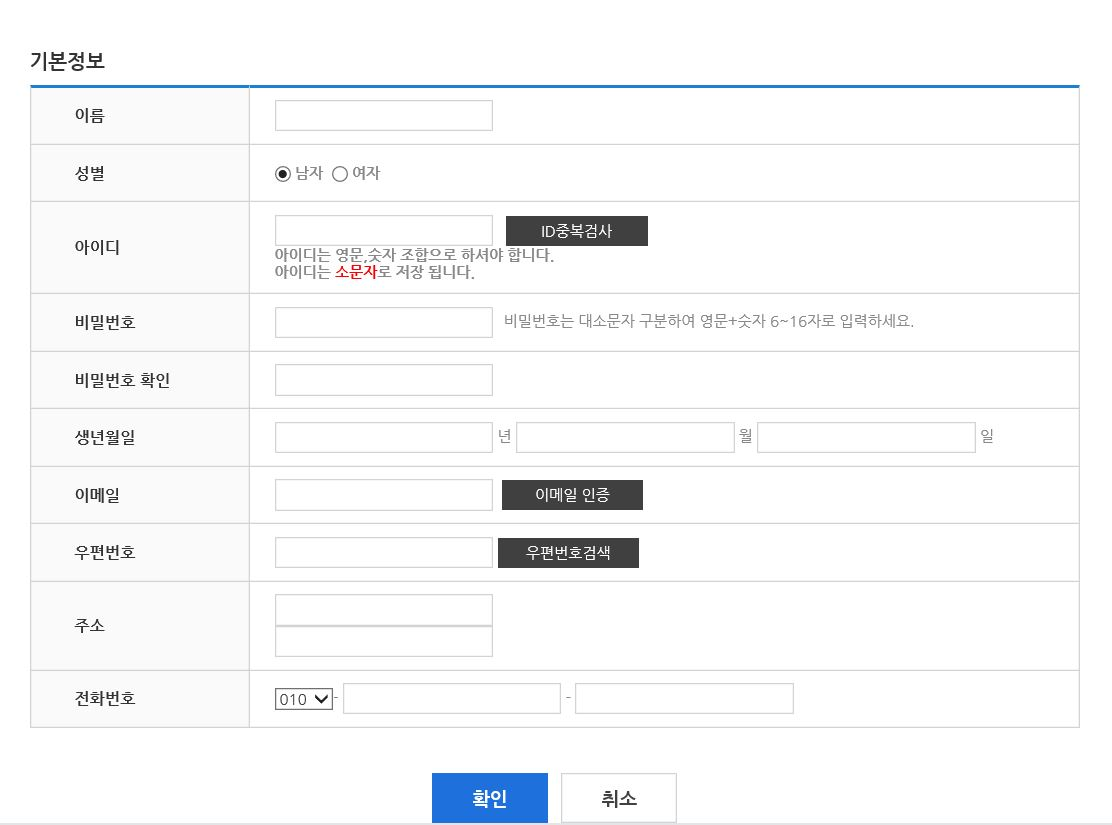 기본정보
이름
성별 남자 여자
아이디 ID중복검사
아이디는 영문,숫자 조합으로 하셔야 합니다.
아이디는 소문자로 저장 됩니다.
비밀번호 비밀번호는 대소문자 구분하여 영문+숫자 6~16자로 입력하세요.
비밀번호 확인
생년월일 년 월 일
이메일 이메일 인증
우편번호 우편번호검색
주소
전화번호 010 - -
확인 취소